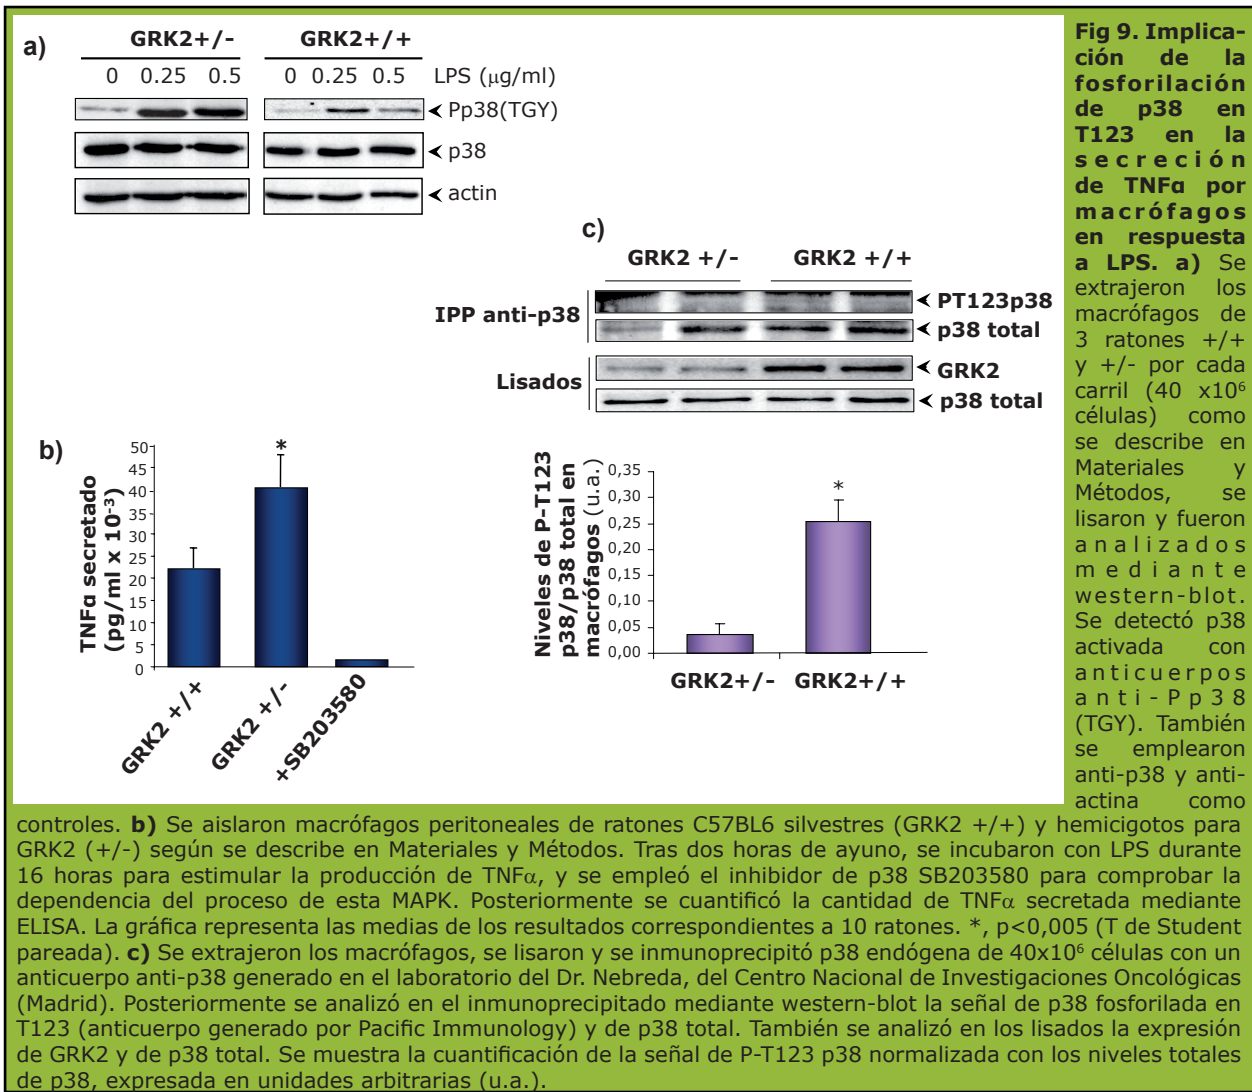 a)
GRK2+/-
GRK2+/+
0 0.25 0.5
0 0.25 0.5
LPS (μg/ml)
Pp38(TGY)
p38
actin
c)
GRK2 +/-
GRK2 +/+
IPP anti-p38
PT123p38
p38 total
Lisados
GRK2
p38 total
b)
TNFα secretado
(pg/ml x 10-3)
50
45
40
35
30
25
20
15
10
5
0
*
GRK2 +/+
GRK2 +/-
+SB203580
Niveles de P-T123
p38/p38 total en
macrófagos (u.a.)
0,35
0,30
0,25
0,20
0,15
0,10
0,05
0,00
*
GRK2+/-
GRK2+/+
Fig 9. Implica-
ción de la
fosforilación
de p38 en
T123 en la
secreción
de TNFα por
macrófagos
en respuesta
a LPS. a) Se
extrajeron los
macrófagos de
3 ratones +/+
y +/- por cada
carril (40 x10⁶
células) como
se describe en
Materiales y
Métodos, se
lisaron y fueron
analizados
mediante
western-blot.
Se detectó p38
activada con
anticuerpos
anti-Pp38
(TGY). También
se emplearon
anti-p38 y anti-
actina como
controles. b) Se aislaron macrófagos peritoneales de ratones C57BL6 silvestres (GRK2 +/+) y hemicigotos para
GRK2 (+/-) según se describe en Materiales y Métodos. Tras dos horas de ayuno, se incubaron con LPS durante
16 horas para estimular la producción de TNFα, y se empleó el inhibidor de p38 SB203580 para comprobar la
dependencia del proceso de esta MAPK. Posteriormente se cuantificó la cantidad de TNFα secretada mediante
ELISA. La gráfica representa las medias de los resultados correspondientes a 10 ratones. *, p<0,005 (T de Student
pareada). c) Se extrajeron los macrófagos, se lisaron y se inmunoprecipitó p38 endógena de 40x10⁶ células con un
anticuerpo anti-p38 generado en el laboratorio del Dr. Nebreda, del Centro Nacional de Investigaciones Oncológicas
(Madrid). Posteriormente se analizó en el inmunoprecipitado mediante western-blot la señal de p38 fosforilada en
T123 (anticuerpo generado por Pacific Immunology) y de p38 total. También se analizó en los lisados la expresión
de GRK2 y de p38 total. Se muestra la cuantificación de la señal de P-T123 p38 normalizada con los niveles totales
de p38, expresada en unidades arbitrarias (u.a.).